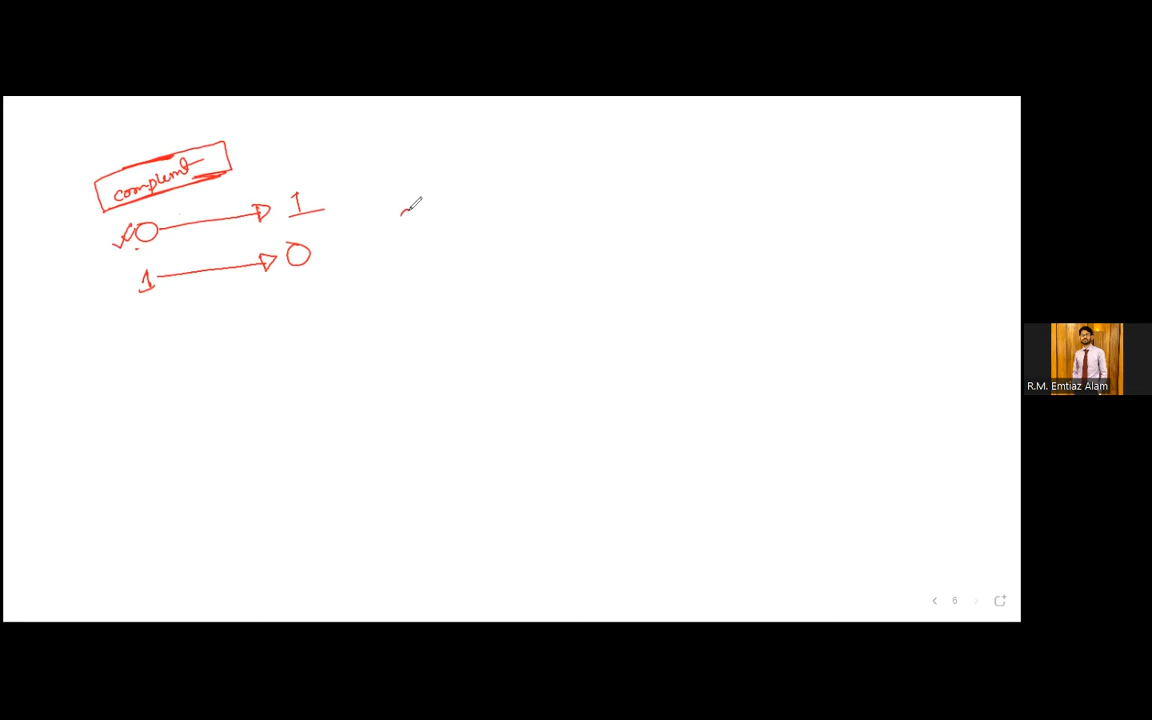 complemt
0 → 1
1 → 0
R.M. Emtiaz Alam
6